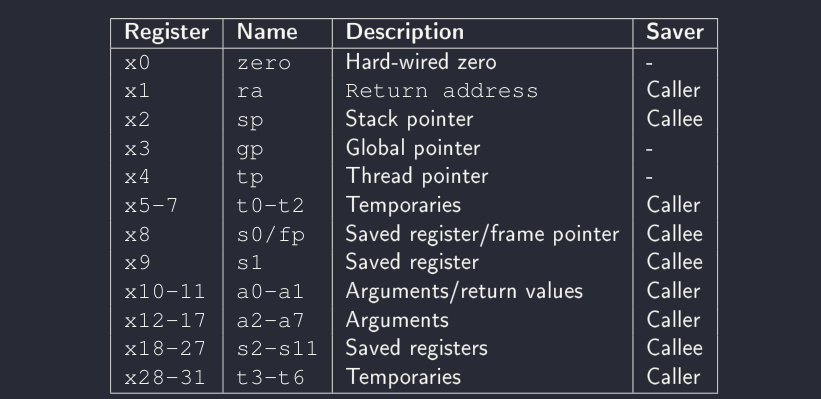 Register Name Description Saver
x0 zero Hard-wired zero -
x1 ra Return address Caller
x2 sp Stack pointer Callee
x3 gp Global pointer -
x4 tp Thread pointer -
x5-7 t0-t2 Temporaries Caller
x8 s0/fp Saved register/frame pointer Callee
x9 s1 Saved register Callee
x10-11 a0-a1 Arguments/return values Caller
x12-17 a2-a7 Arguments Caller
x18-27 s2-s11 Saved registers Callee
x28-31 t3-t6 Temporaries Caller